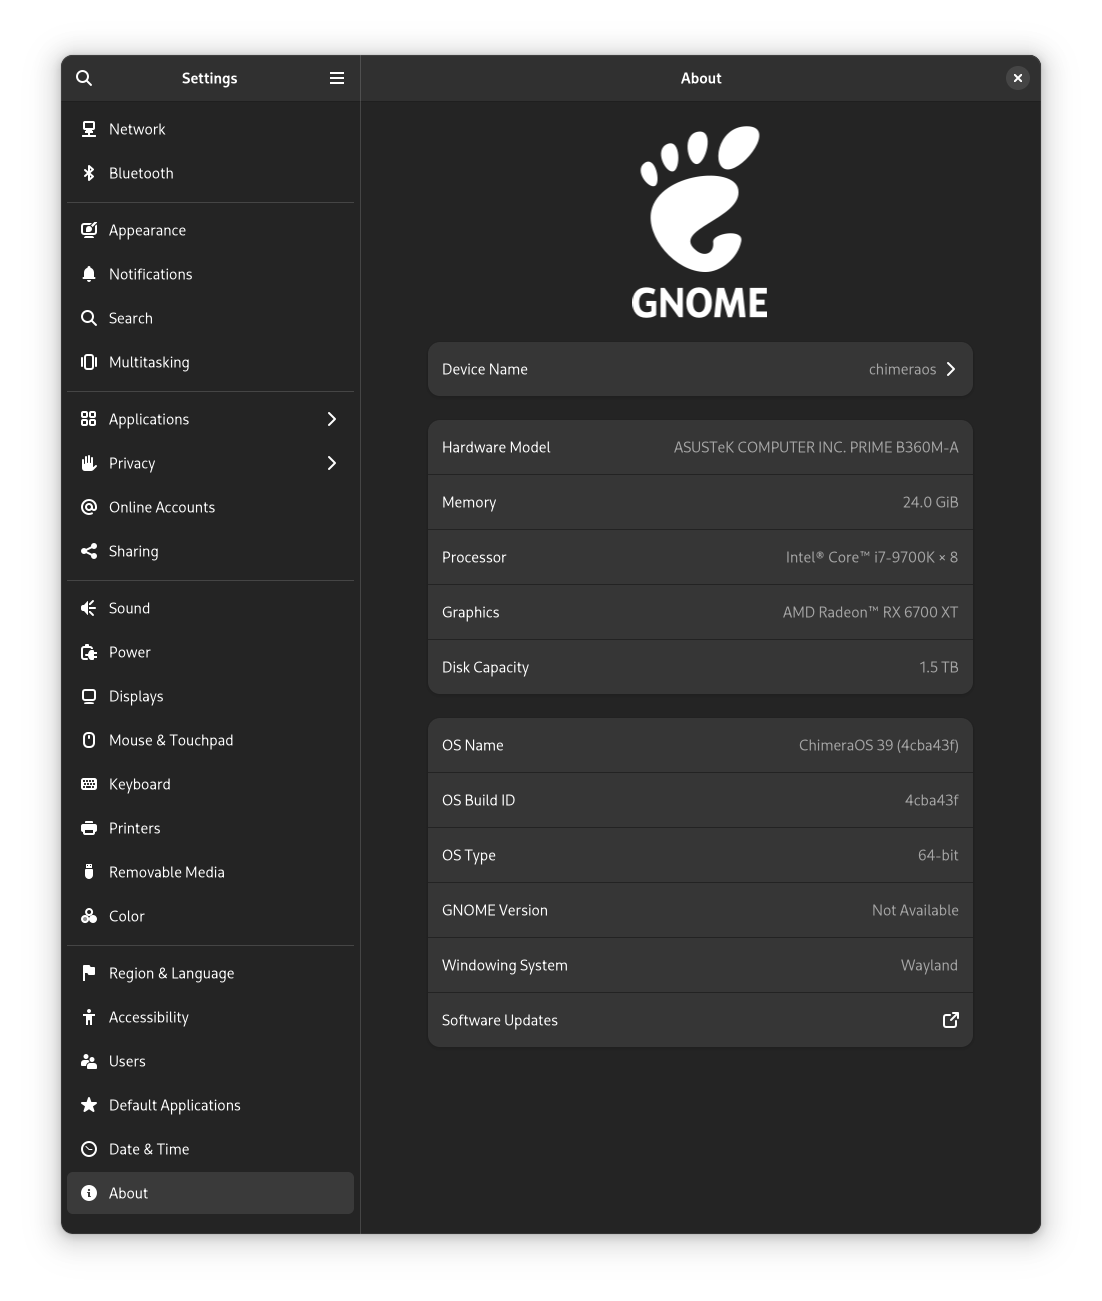 Settings
Network
Bluetooth
Appearance
Notifications
Search
Multitasking
Applications
Privacy
Online Accounts
Sharing
Sound
Power
Displays
Mouse & Touchpad
Keyboard
Printers
Removable Media
Color
Region & Language
Accessibility
Users
Default Applications
Date & Time
About
About
GNOME
Device Name chimeraos
Hardware Model ASUSTeK COMPUTER INC. PRIME B360M-A
Memory 24.0 GiB
Processor Intel® Core™ i7-9700K × 8
Graphics AMD Radeon™ RX 6700 XT
Disk Capacity 1.5 TB
OS Name ChimeraOS 39 (4cba43f)
OS Build ID 4cba43f
OS Type 64-bit
GNOME Version Not Available
Windowing System Wayland
Software Updates